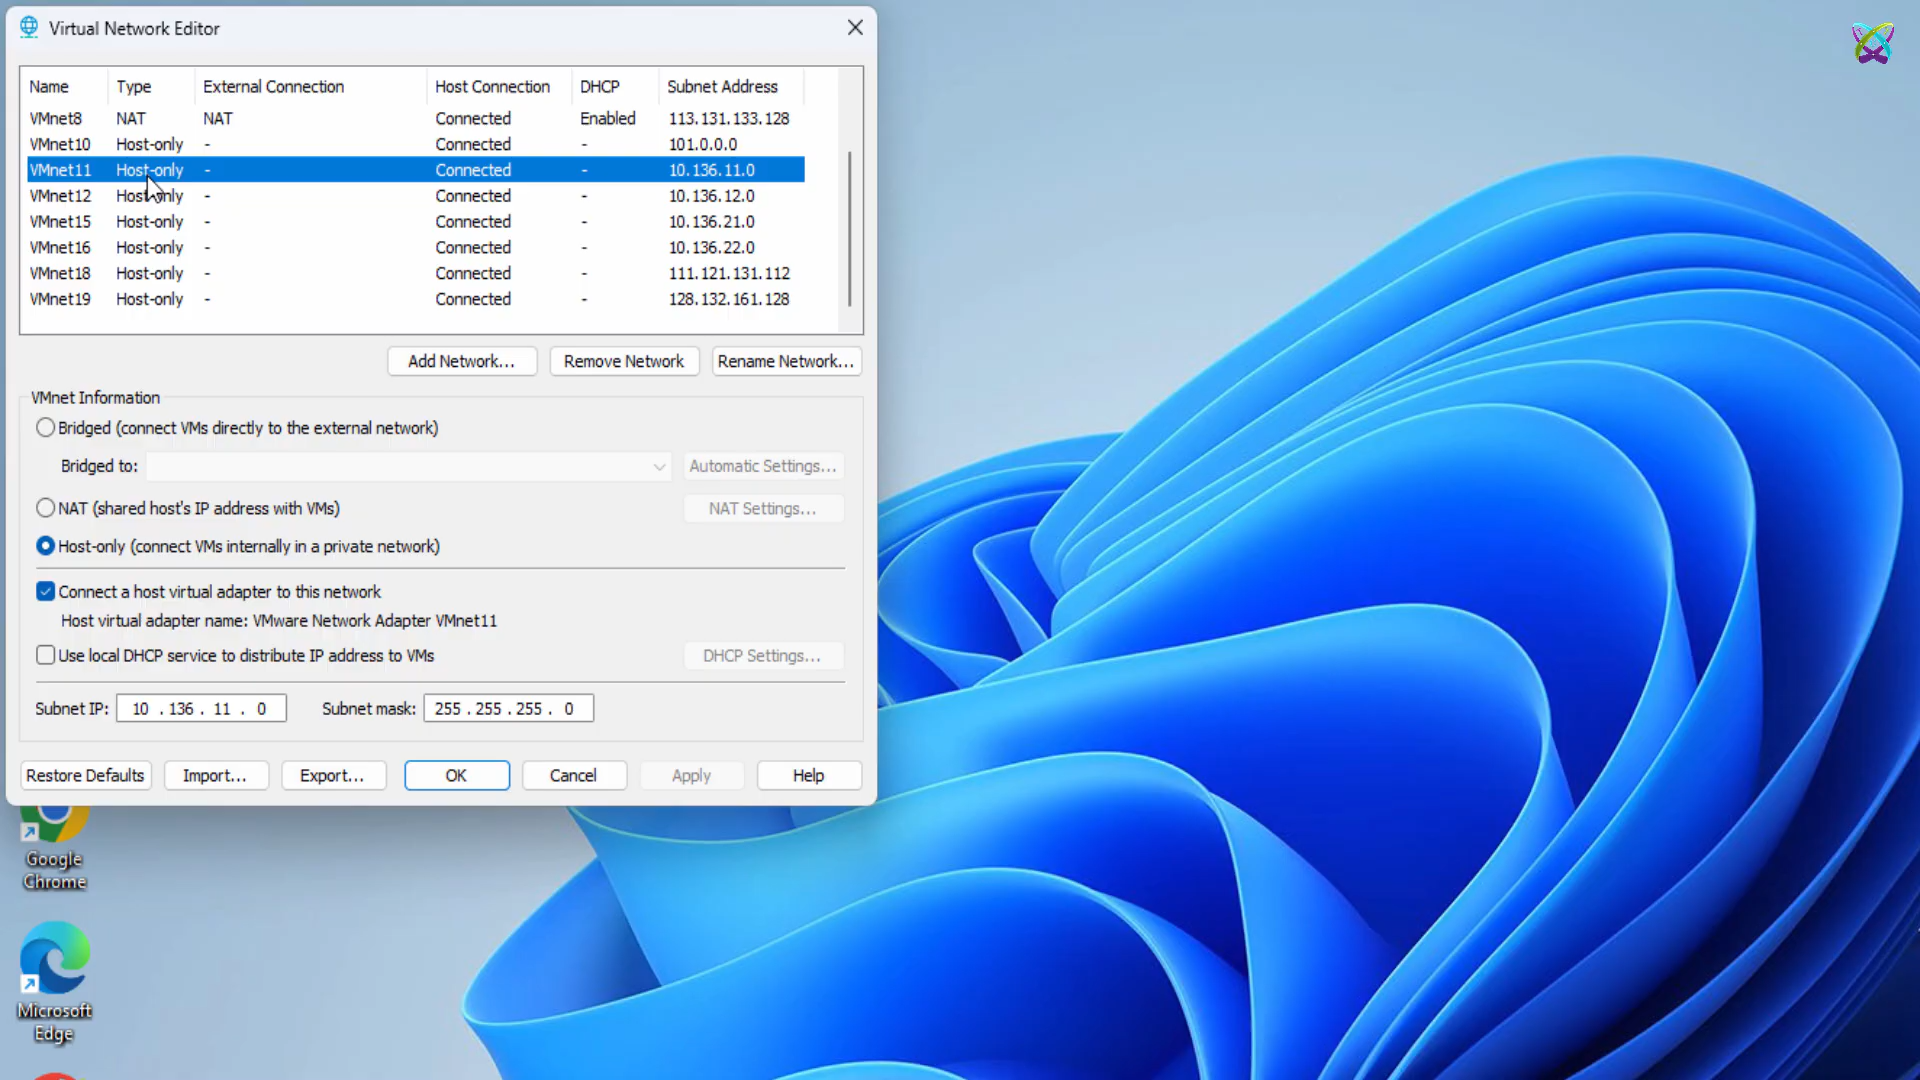 Virtual Network Editor
Name Type External Connection Host Connection DHCP Subnet Address
VMnet8 NAT NAT Connected Enabled 113.131.133.128
VMnet10 Host-only - Connected - 101.0.0.0
VMnet11 Host-only - Connected - 10.136.11.0
VMnet12 Host-only - Connected - 10.136.12.0
VMnet15 Host-only - Connected - 10.136.21.0
VMnet16 Host-only - Connected - 10.136.22.0
VMnet18 Host-only - Connected - 111.121.131.112
VMnet19 Host-only - Connected - 128.132.161.128
Add Network... Remove Network Rename Network...
VMnet Information
Bridged (connect VMs directly to the external network)
Bridged to: Automatic Settings...
NAT (shared host's IP address with VMs) NAT Settings...
Host-only (connect VMs internally in a private network)
Connect a host virtual adapter to this network
Host virtual adapter name: VMware Network Adapter VMnet11
Use local DHCP service to distribute IP address to VMs DHCP Settings...
Subnet IP: 10 . 136 . 11 . 0 Subnet mask: 255 . 255 . 255 . 0
Restore Defaults Import... Export... OK Cancel Apply Help
Google
Chrome
Microsoft
Edge